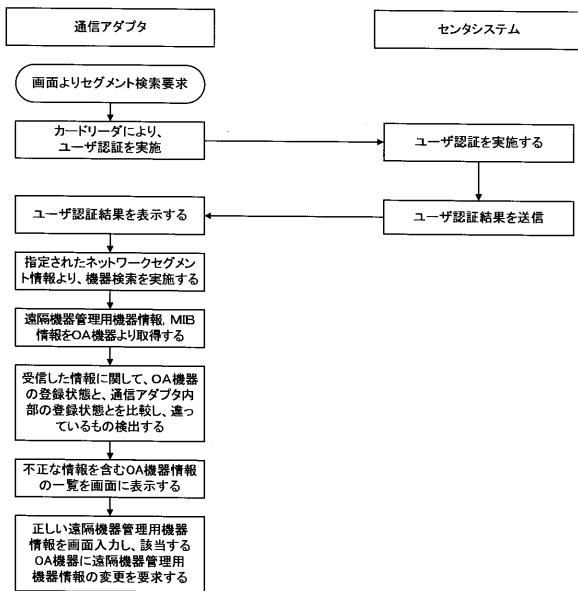 通信アダプタ
センタシステム
画面よりセグメント検索要求
カードリーダにより、
ユーザ認証を実施
ユーザ認証を実施する
ユーザ認証結果を表示する
ユーザ認証結果を送信
指定されたネットワークセグメン
ト情報より、機器検索を実施する
遠隔機器管理用機器情報, MIB
情報をOA機器より取得する
受信した情報に関して、OA機器
の登録状態と、通信アダプタ内
部の登録状態とを比較し、違っ
ているもの検出する
不正な情報を含むOA機器情報
の一覧を画面に表示する
正しい遠隔機器管理用機器
情報を画面入力し、該当する
OA機器に遠隔機器管理用
機器情報の変更を要求する